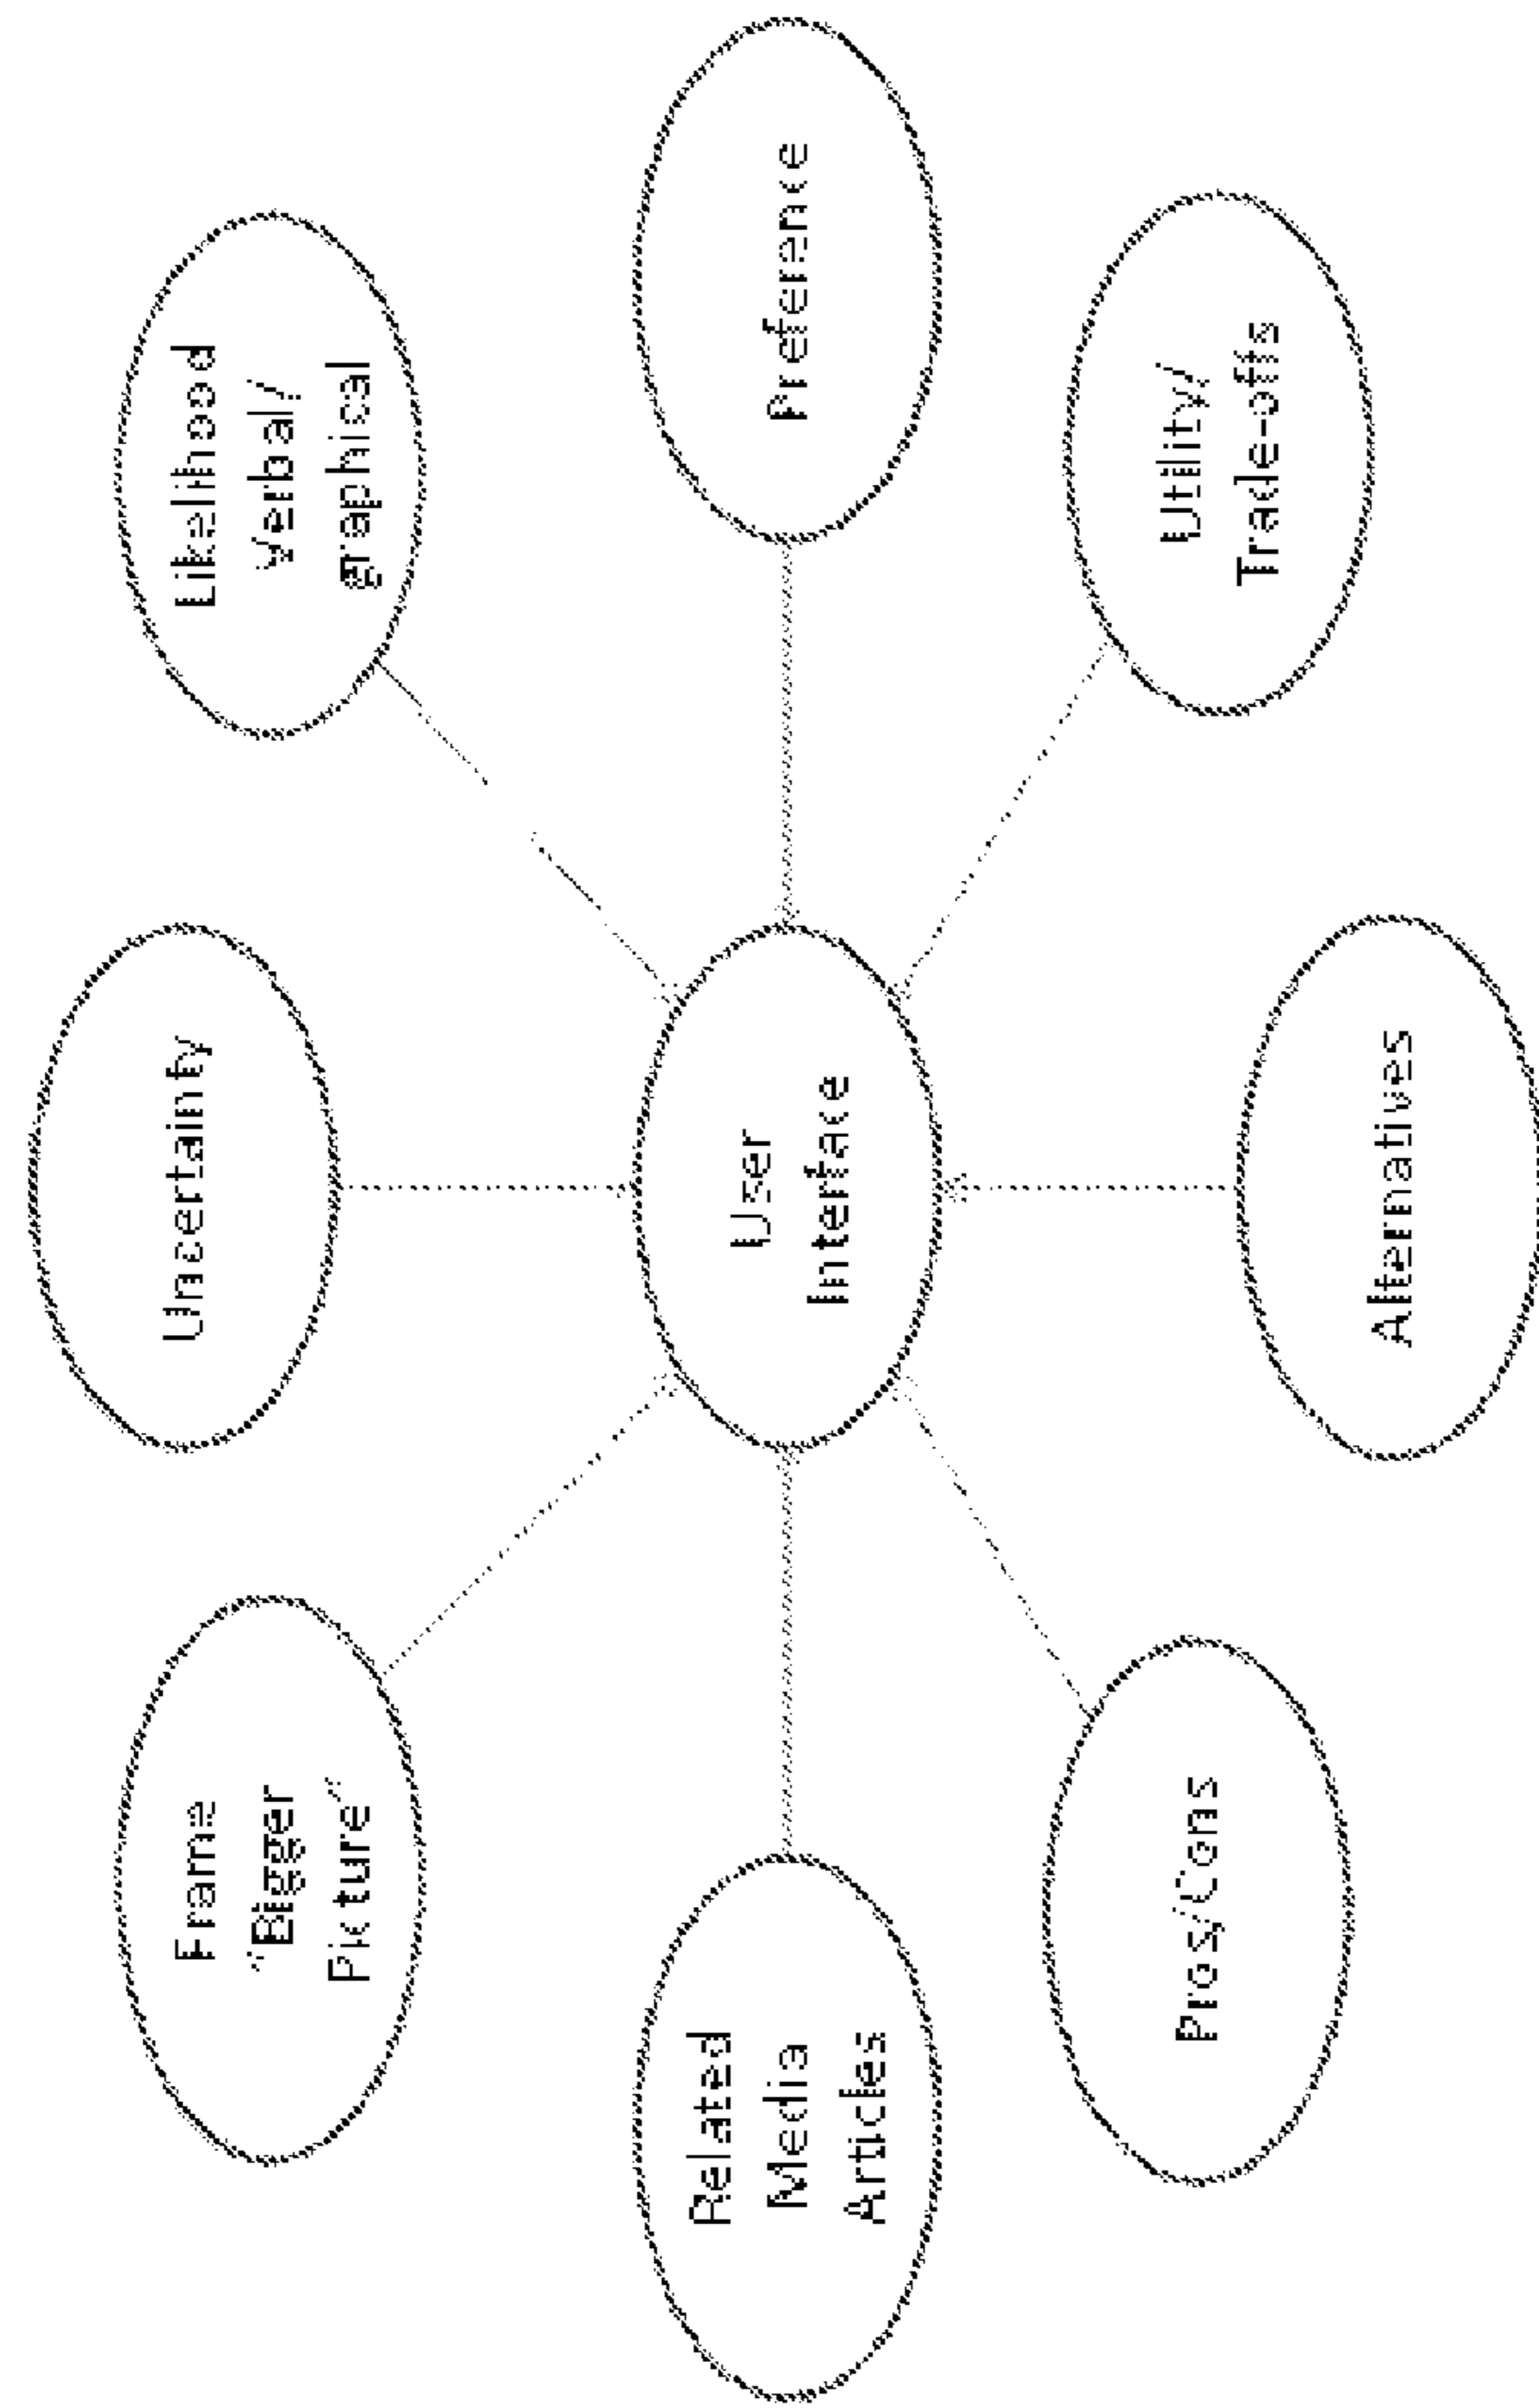 Frame
"Bigger
Picture"
Uncertainty
Likelihood
Verbal/
graphical
Related
Media
Articles
User
Interface
Preference
Pros/Cons
Alternatives
Utility/
Trade-offs